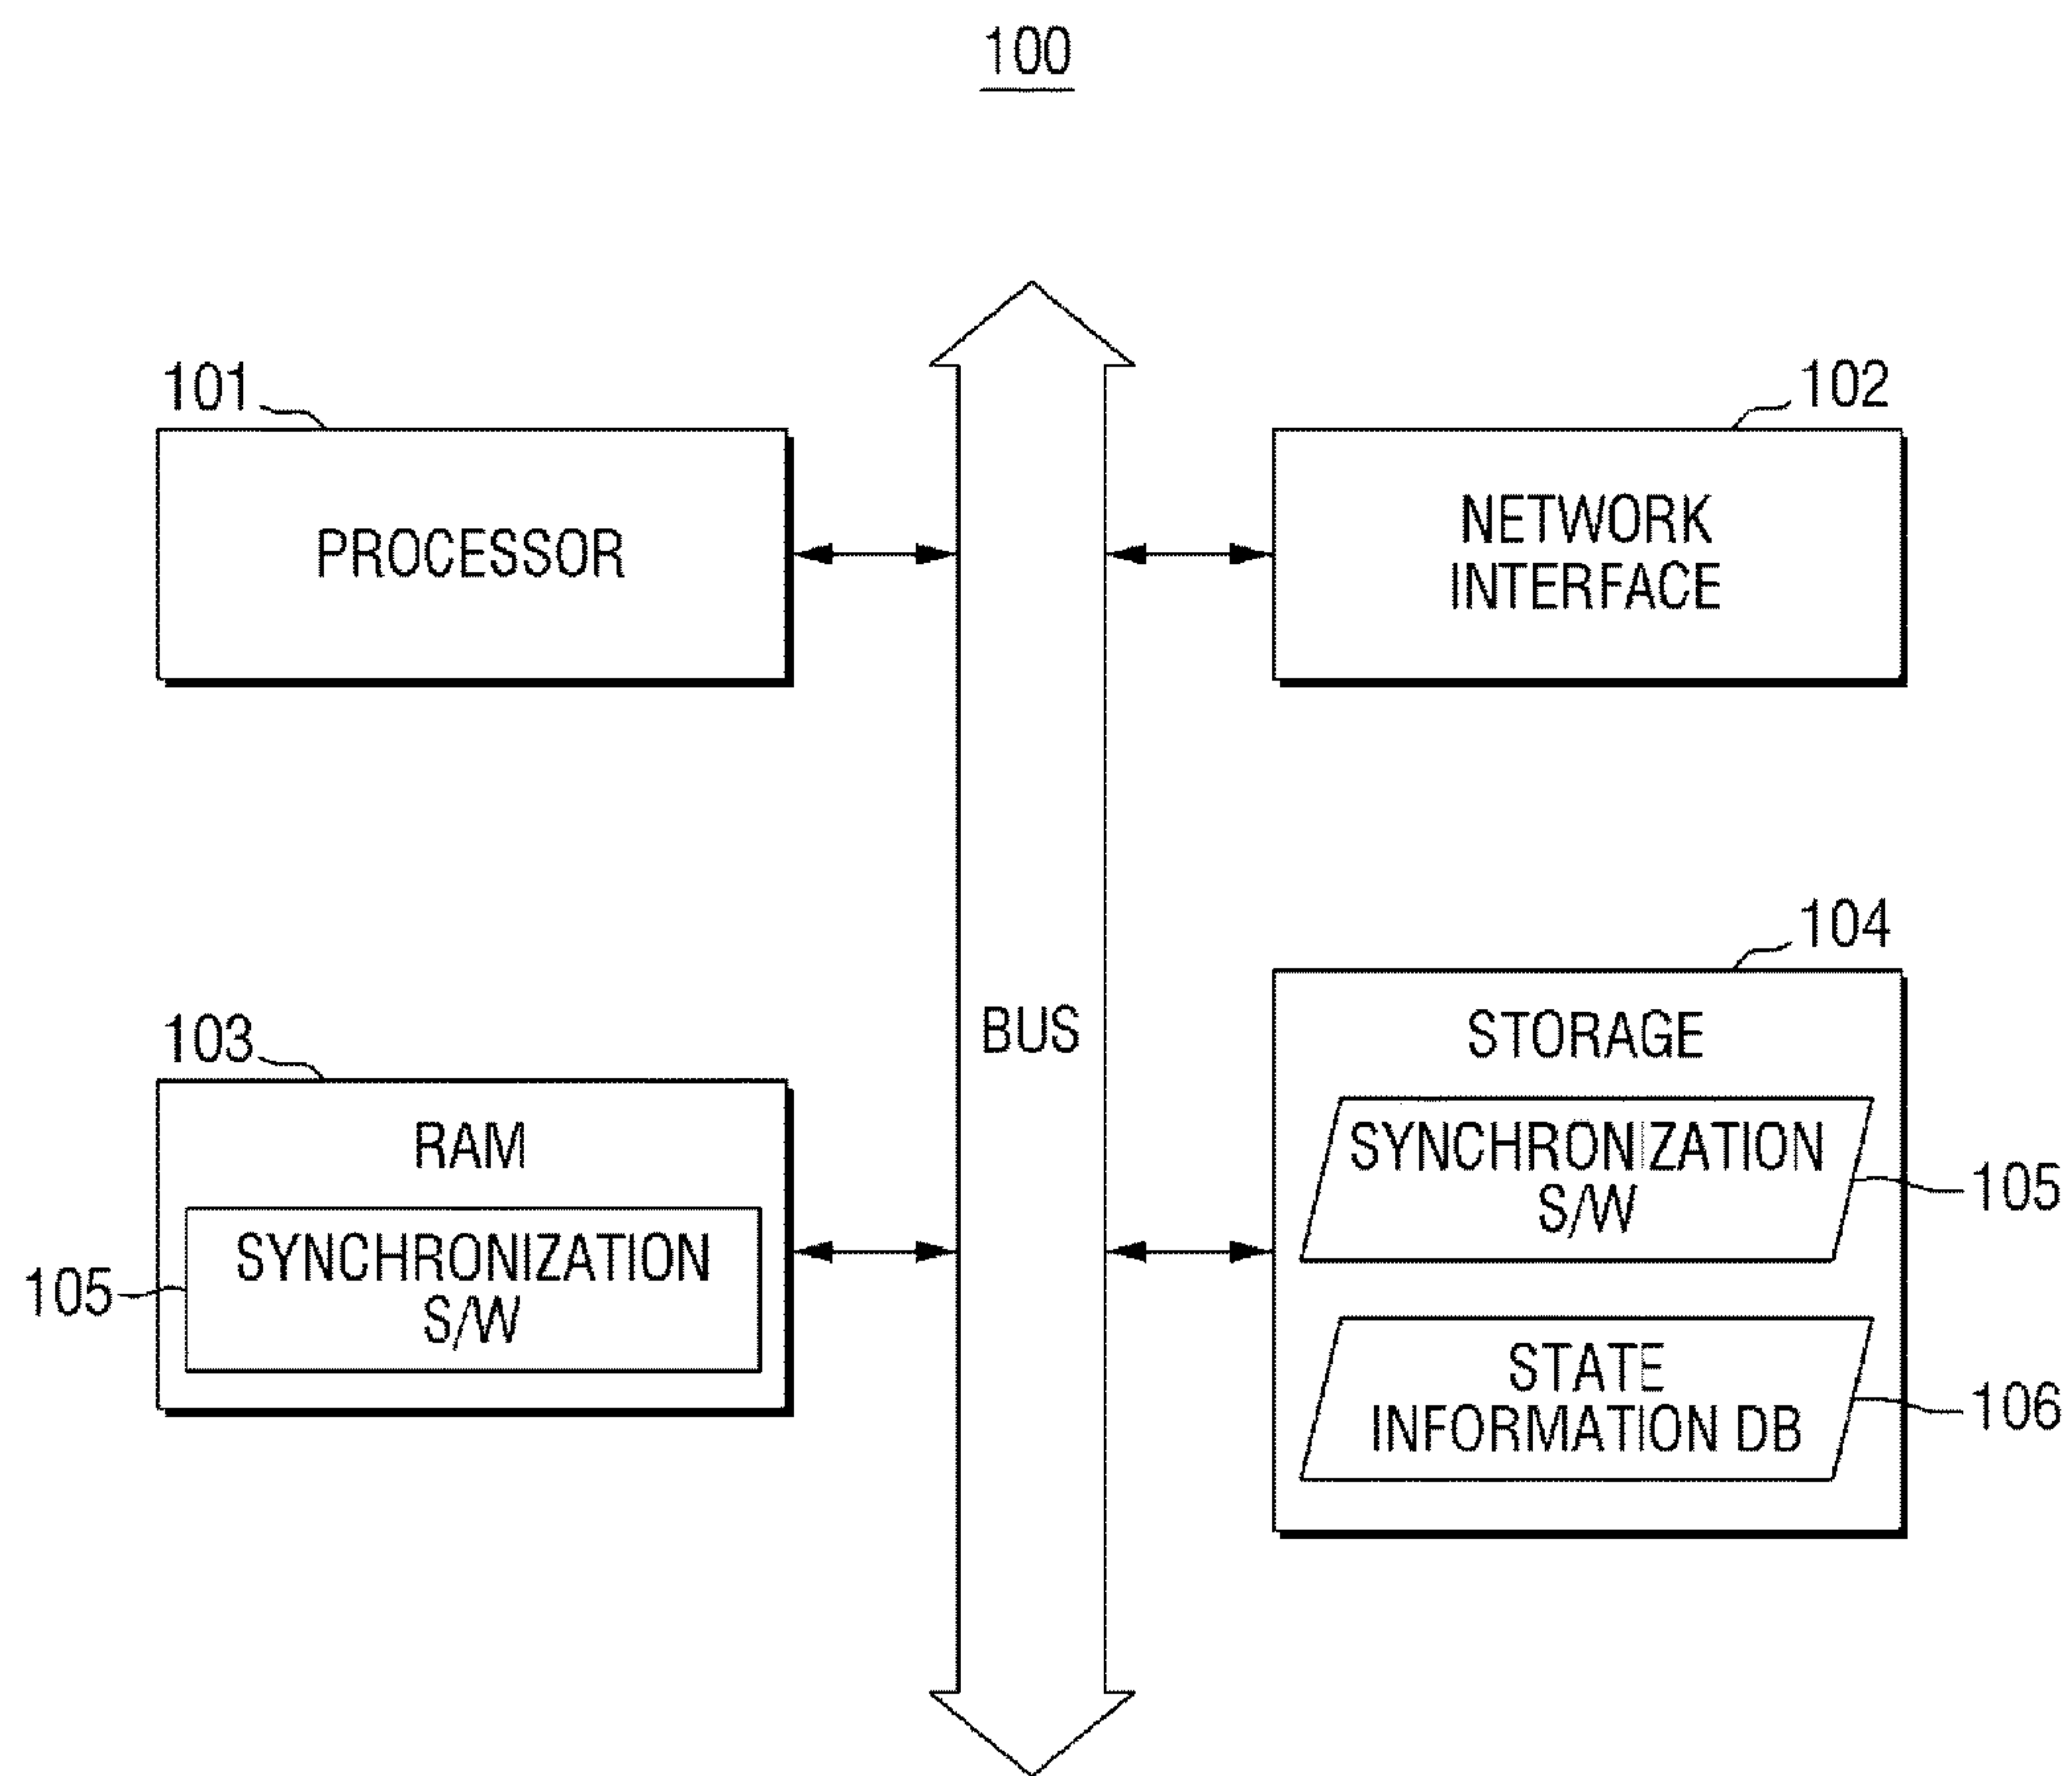 100
101
PROCESSOR
102
NETWORK
INTERFACE
BUS
103
RAM
SYNCHRONIZATION
S/W
105
104
STORAGE
SYNCHRONIZATION
S/W
105
STATE
INFORMATION DB
106